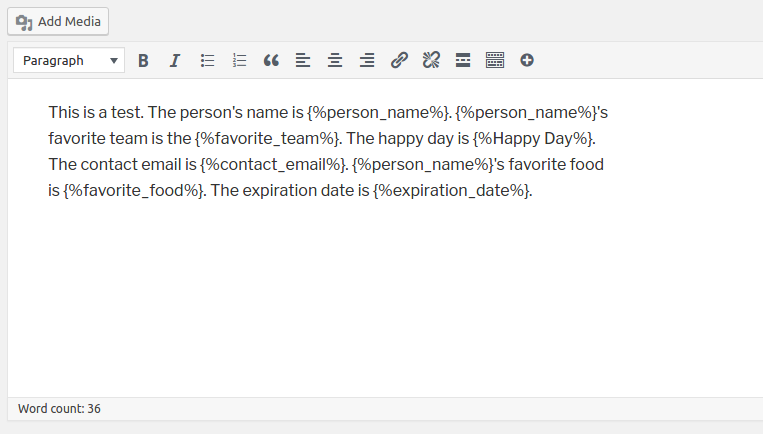 Add Media
Paragraph
This is a test. The person's name is {%person_name%}. {%person_name%}'s
favorite team is the {%favorite_team%}. The happy day is {%Happy Day%}.
The contact email is {%contact_email%}. {%person_name%}'s favorite food
is {%favorite_food%}. The expiration date is {%expiration_date%}.
Word count: 36